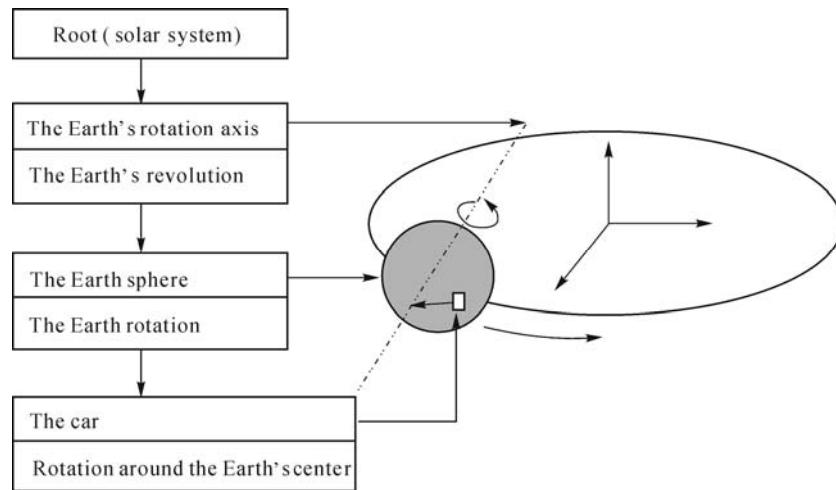 Root ( solar system)
The Earth's rotation axis
The Earth's revolution
The Earth sphere
The Earth rotation
The car
Rotation around the Earth's center